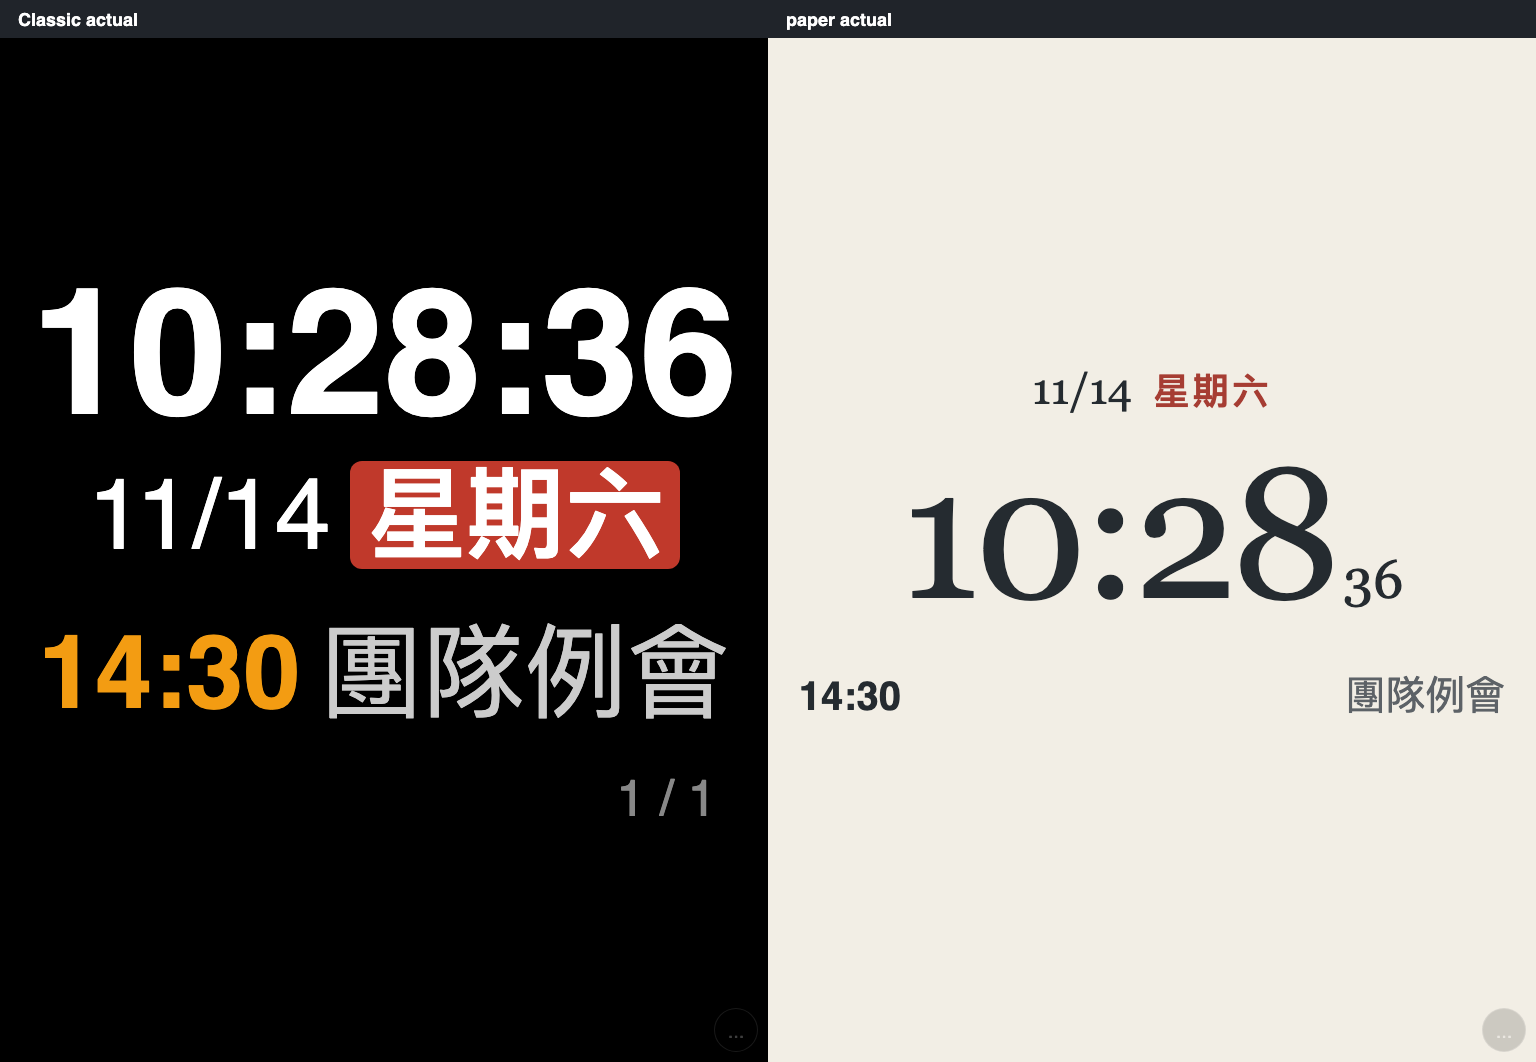 Classic actual
10:28:36
11/14 星期六
14:30 團隊例會
1 / 1
...
paper actual
11/14 星期六
10:28 36
14:30 團隊例會
...